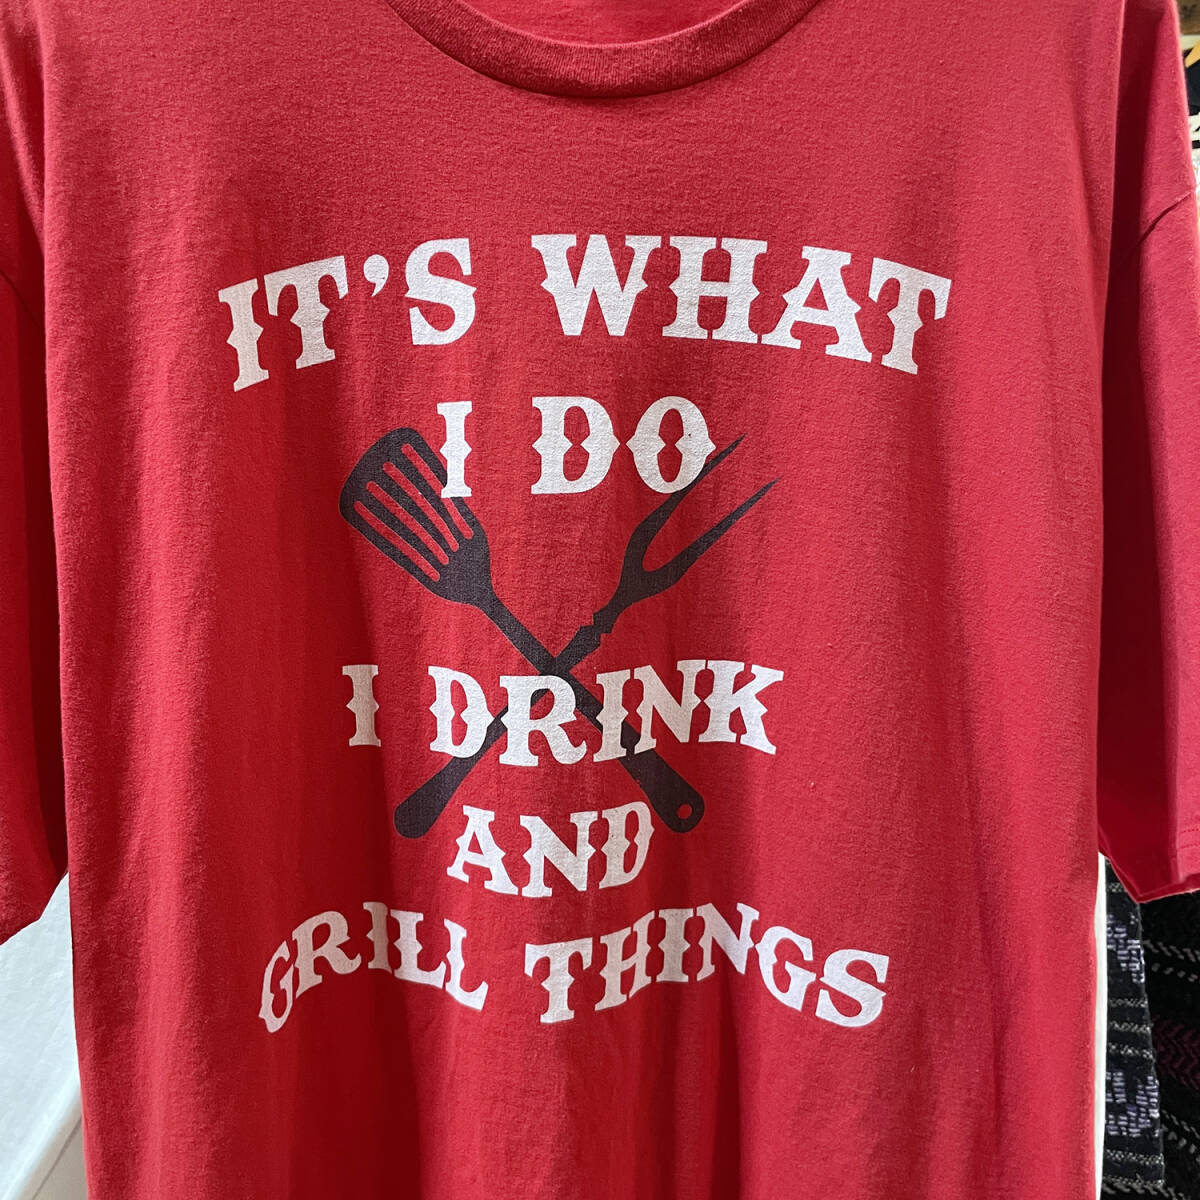 IT'S WHAT
I DO
I DRINK
AND
GRILL THINGS